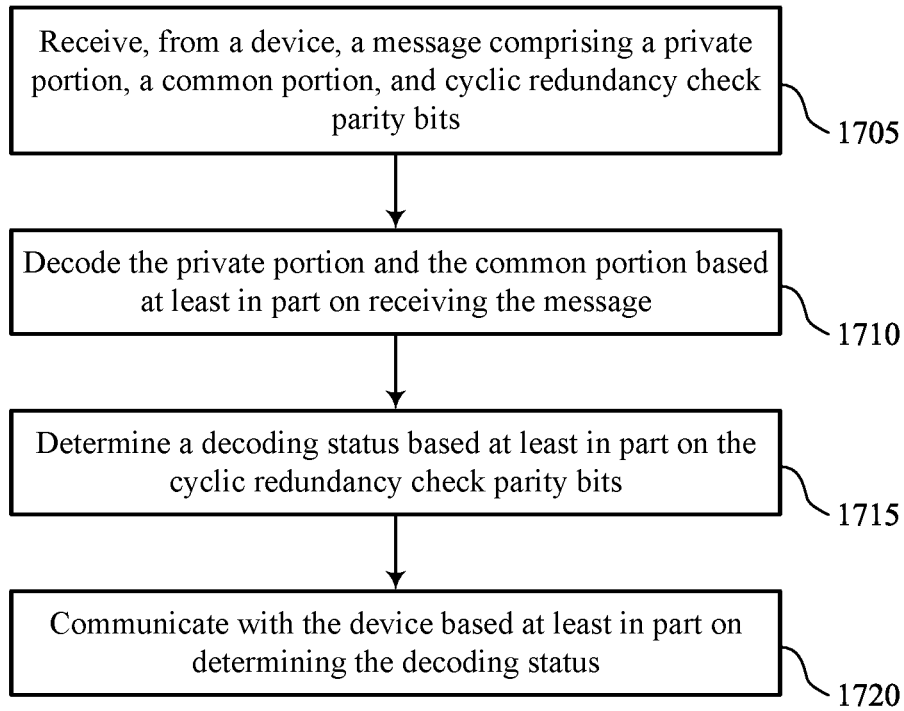 Receive, from a device, a message comprising a private
portion, a common portion, and cyclic redundancy check
parity bits
1705
Decode the private portion and the common portion based
at least in part on receiving the message
1710
Determine a decoding status based at least in part on the
cyclic redundancy check parity bits
1715
Communicate with the device based at least in part on
determining the decoding status
1720